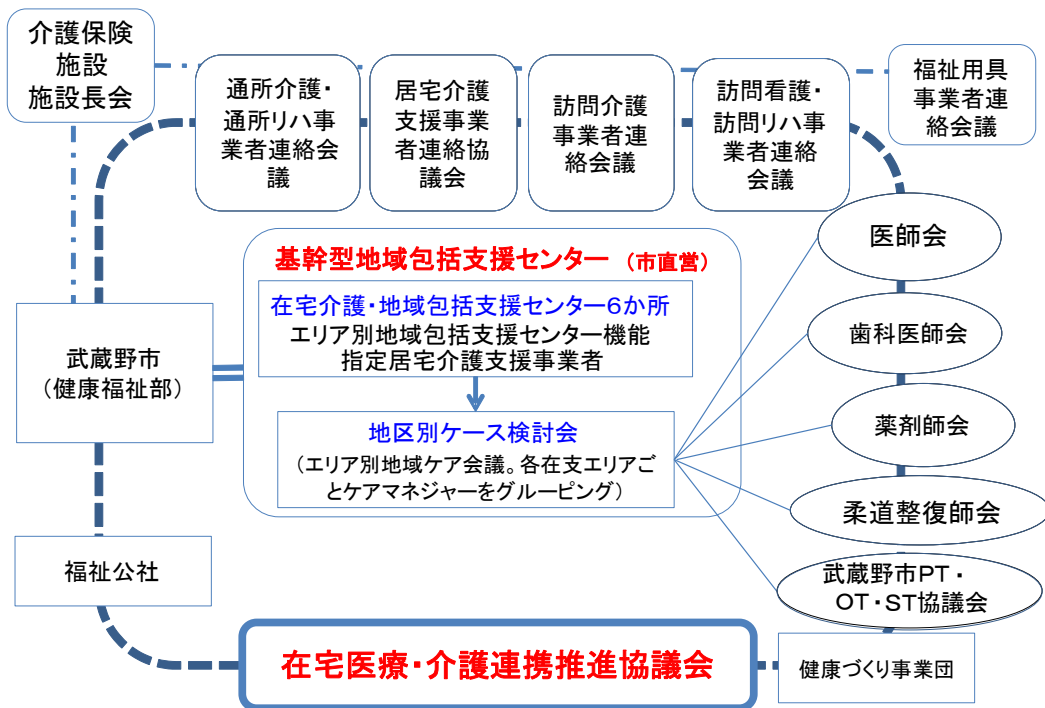 介護保険
施設
施設長会
通所介護・
通所リハ事
業者連絡会
議
居宅介護
支援事業
者連絡協
議会
訪問介護
事業者連
絡会議
訪問看護・
訪問リハ事
業者連絡
会議
福祉用具
事業者連
絡会議
基幹型地域包括支援センター (市直営)
在宅介護・地域包括支援センター6か所
エリア別地域包括支援センター機能
指定居宅介護支援事業者
地区別ケース検討会
(エリア別地域ケア会議。各在支エリアご
とケアマネジャーをグルーピング)
武蔵野市
(健康福祉部)
福祉公社
医師会
歯科医師会
薬剤師会
柔道整復師会
武蔵野市PT・
OT・ST協議会
健康づくり事業団
在宅医療・介護連携推進協議会